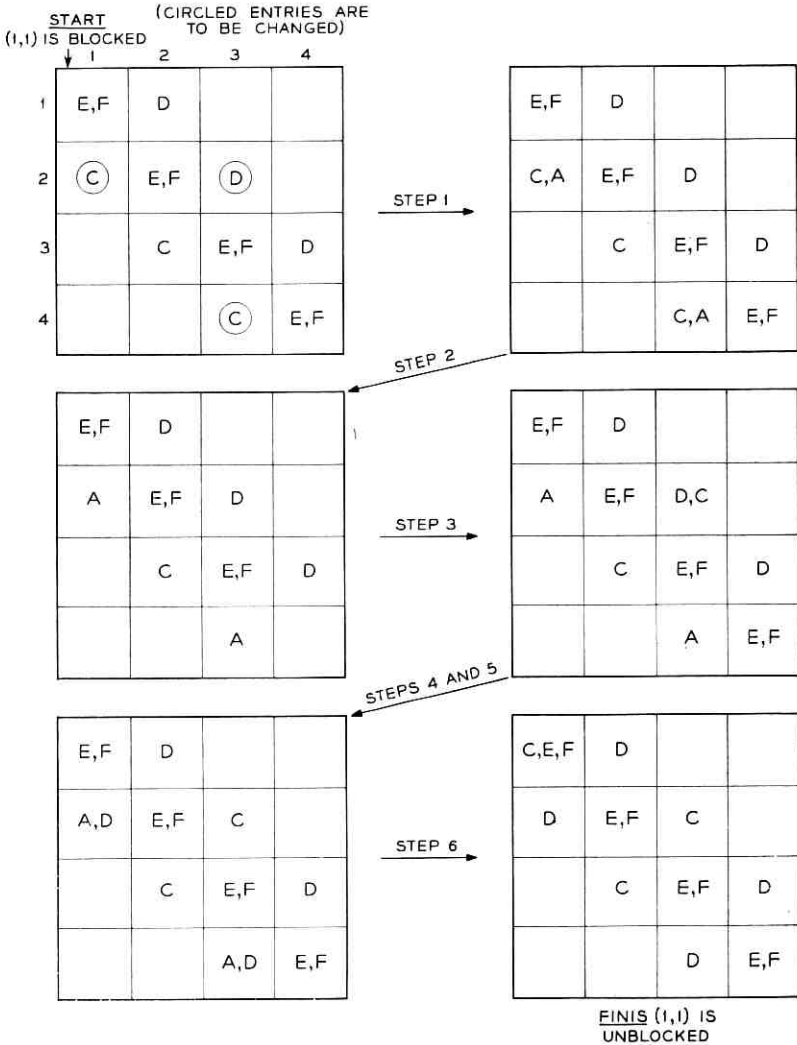 START
(1,1) IS BLOCKED
(CIRCLED ENTRIES ARE
TO BE CHANGED)
1 2 3 4
1 E,F D
2 C E,F D
3 C E,F D
4 C E,F
STEP 1
E,F D
C,A E,F D
C E,F D
C,A E,F
STEP 2
E,F D
A E,F D
C E,F D
A
STEP 3
E,F D
A E,F D,C
C E,F D
A E,F
STEPS 4 AND 5
E,F D
A,D E,F C
C E,F D
A,D E,F
STEP 6
C,E,F D
D E,F C
C E,F D
D E,F
FINIS (1,1) IS
UNBLOCKED